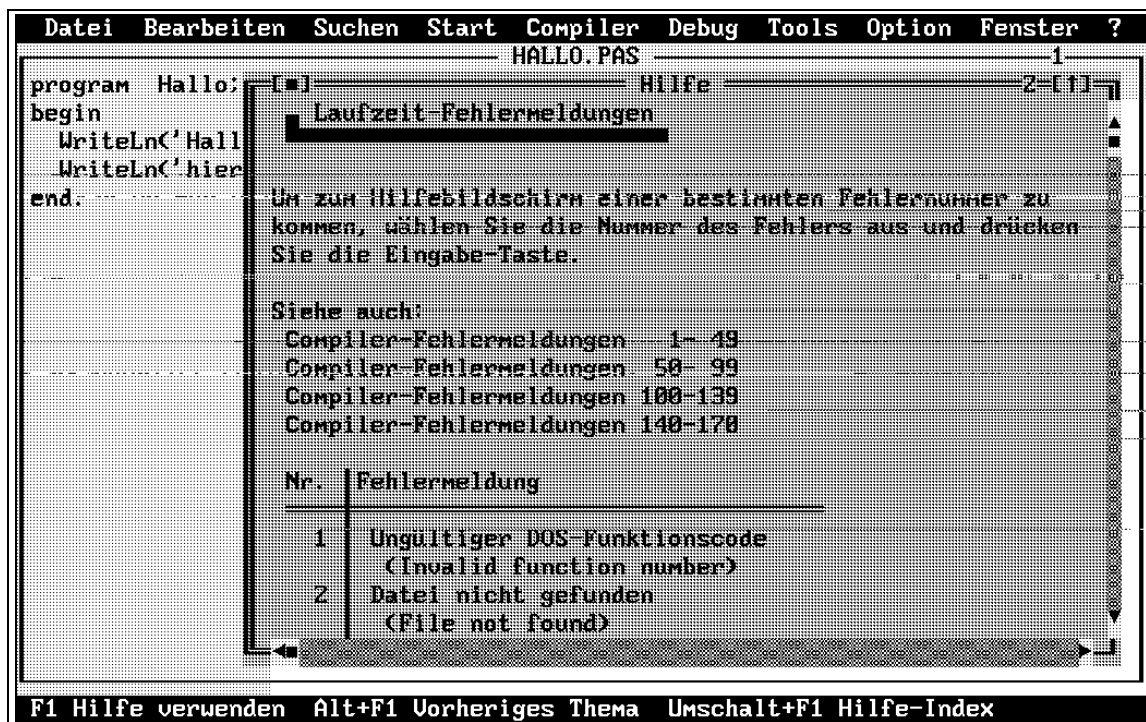 Datei Bearbeiten Suchen Start Compiler Debug Tools Option Fenster ?
HALLO.PAS 1
program Hallo;
begin
WriteLn('Hall
WriteLn('hier
end.
[■] Hilfe 2-[↑]
Laufzeit-Fehlermeldungen
Um zum Hilfebildschirm einer bestimmten Fehlernummer zu
kommen, wählen Sie die Nummer des Fehlers aus und drücken
Sie die Eingabe-Taste.
Siehe auch:
Compiler-Fehlermeldungen 1- 49
Compiler-Fehlermeldungen 50- 99
Compiler-Fehlermeldungen 100-139
Compiler-Fehlermeldungen 140-170
Nr. Fehlermeldung
1 Ungültiger DOS-Funktionscode
(Invalid function number)
2 Datei nicht gefunden
(File not found)
F1 Hilfe verwenden Alt+F1 Vorheriges Thema Umschalt+F1 Hilfe-Index